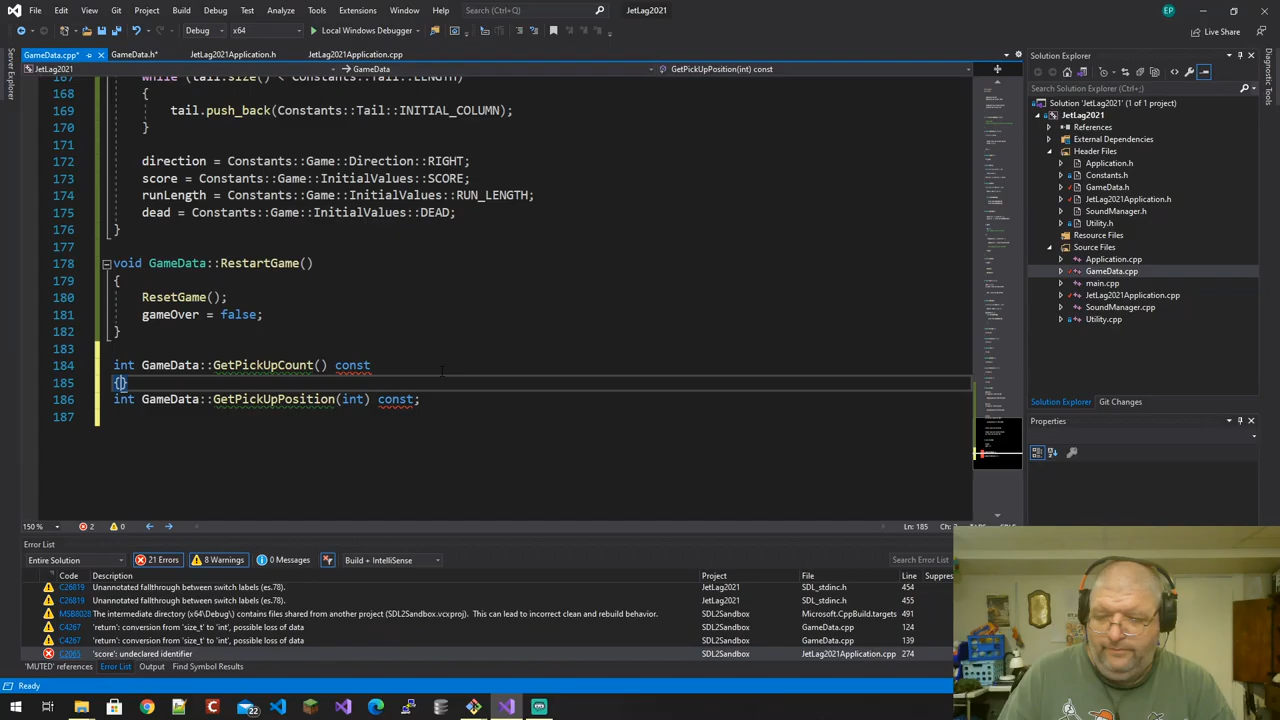 File Edit View Git Project Build Debug Test Analyze Tools Extensions Window Help Search (Ctrl+Q) JetLag2021 EP
Debug x64 Local Windows Debugger Live Share
GameData.cpp* GameData.h* JetLag2021Application.h JetLag2021Application.cpp
JetLag2021 GameData GetPickUpPosition(int) const
Server Explorer
Diagnostic Tools
167 while (tail.size() < Constants::Tail::LENGTH)
168 {
169 tail.push_back(Constants::Tail::INITIAL_COLUMN);
170 }
171
172 direction = Constants::Game::Direction::RIGHT;
173 score = Constants::Game::InitialValues::SCORE;
174 runLength = Constants::Game::InitialValues::RUN_LENGTH;
175 dead = Constants::Game::InitialValues::DEAD;
176 }
177
178 void GameData::RestartGame()
179 {
180 ResetGame();
181 gameOver = false;
182 }
183
184 int GameData::GetPickUpCount() const
185 {}
186 int GameData::GetPickUpPosition(int) const;
187
150 % 2 0 Ln: 185
Solution Explorer
Search Solution Explorer (Ctrl+;)
Solution 'JetLag2021' (1 of 1 project)
JetLag2021
References
External Dependencies
Header Files
Application.h
Constants.h
GameData.h
JetLag2021Application.h
SoundManager.h
Utility.h
Resource Files
Source Files
Application.cpp
GameData.cpp
main.cpp
JetLag2021Application.cpp
SoundManager.cpp
Utility.cpp
Solution Explorer Git Changes
Properties
Error List
Entire Solution 21 Errors 8 Warnings 0 Messages Build + IntelliSense Search Error List
Code Description Project File Line Suppres
C26819 Unannotated fallthrough between switch labels (es.78). JetLag2021 SDL_stdinc.h 454
C26819 Unannotated fallthrough between switch labels (es.78). JetLag2021 SDL_stdinc.h 455
MSB8028 The intermediate directory (x64\Debug\) contains files shared from another project (SDL2Sandbox.vcxproj). This can lead to incorrect clean and rebuild behavior. JetLag2021 Microsoft.CppBuild.targets 491
C4267 'return': conversion from 'size_t' to 'int', possible loss of data SDL2Sandbox GameData.cpp 124
C4267 'return': conversion from 'size_t' to 'int', possible loss of data SDL2Sandbox GameData.cpp 139
C2065 'score': undeclared identifier SDL2Sandbox JetLag2021Application.cpp 274
'MUTED' references Error List Output Find Symbol Results
Ready